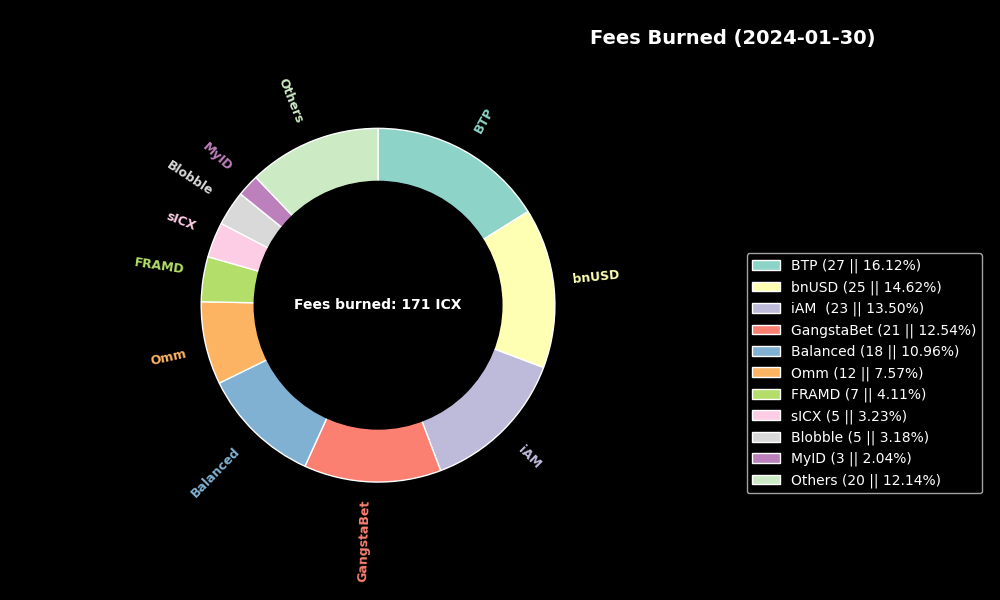 Fees Burned (2024-01-30)
Others
BTP
MyID
Blobble
sICX
FRAMD
bnUSD
Fees burned: 171 ICX
Omm
Balanced
iAM
GangstaBet
BTP (27 || 16.12%)
bnUSD (25 || 14.62%)
iAM  (23 || 13.50%)
GangstaBet (21 || 12.54%)
Balanced (18 || 10.96%)
Omm (12 || 7.57%)
FRAMD (7 || 4.11%)
sICX (5 || 3.23%)
Blobble (5 || 3.18%)
MyID (3 || 2.04%)
Others (20 || 12.14%)